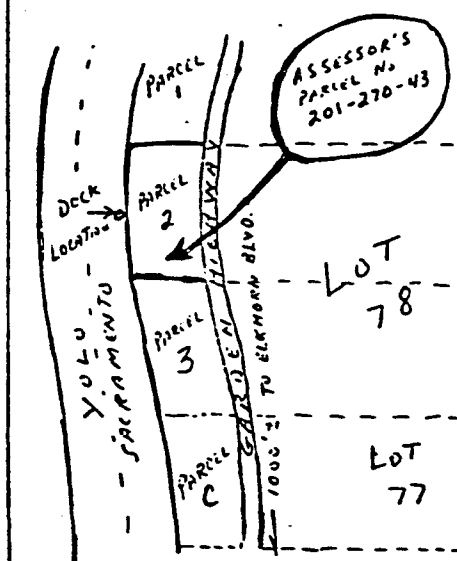 PARCEL
1
ASSESSOR'S
PARCEL No
201-270-43
DOCK
LOCATION
PARCEL
2
GARDEN HIGHWAY
LOT
78
YOLO
SACRAMENTO
PARCEL
3
1000'± TO ELKHORN BLVD.
PARCEL
C
LOT
77